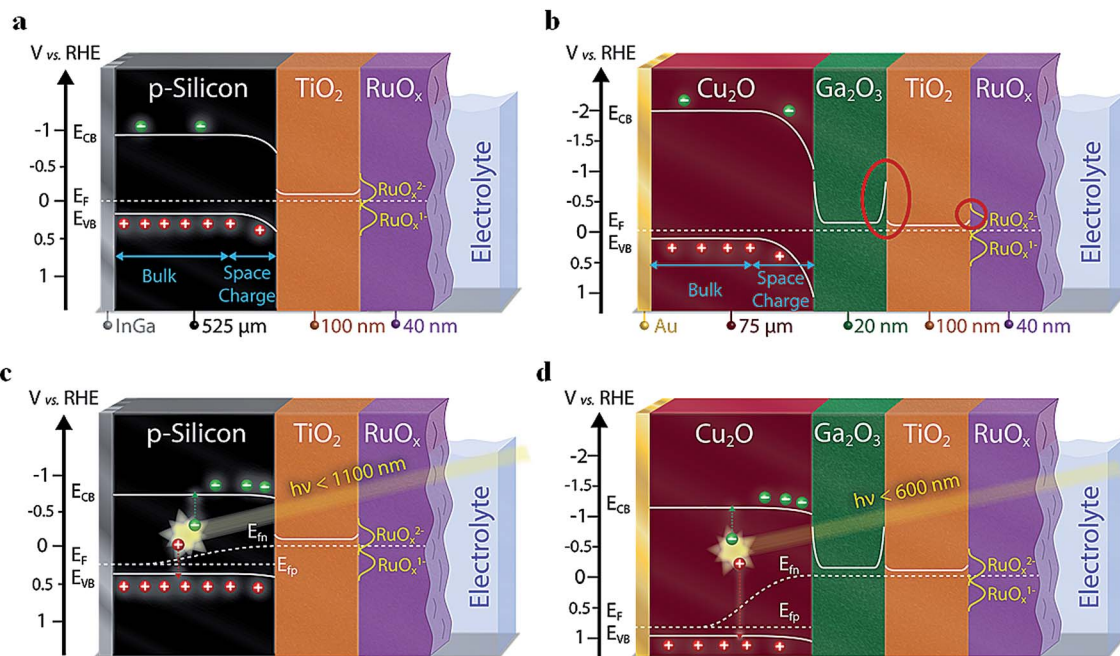 a
V vs. RHE
p-Silicon
TiO2
RuOx
-1
ECB
-0.5
0
EF
EVB
0.5
1
RuOx2-
RuOx1-
Bulk
Space
Charge
Electrolyte
InGa
525 µm
100 nm
40 nm
b
V vs. RHE
Cu2O
Ga2O3
TiO2
RuOx
-2
ECB
-1.5
-1
-0.5
EF
0
EVB
0.5
1
RuOx2-
RuOx1-
Bulk
Space
Charge
Electrolyte
Au
75 µm
20 nm
100 nm
40 nm
c
V vs. RHE
p-Silicon
TiO2
RuOx
hν < 1100 nm
-1
ECB
-0.5
0
EF
EVB
0.5
1
Efn
Efp
RuOx2-
RuOx1-
Electrolyte
d
V vs. RHE
Cu2O
Ga2O3
TiO2
RuOx
hν < 600 nm
-2
-1.5
ECB
-1
-0.5
0
0.5
EF
EVB
1
Efn
Efp
RuOx2-
RuOx1-
Electrolyte